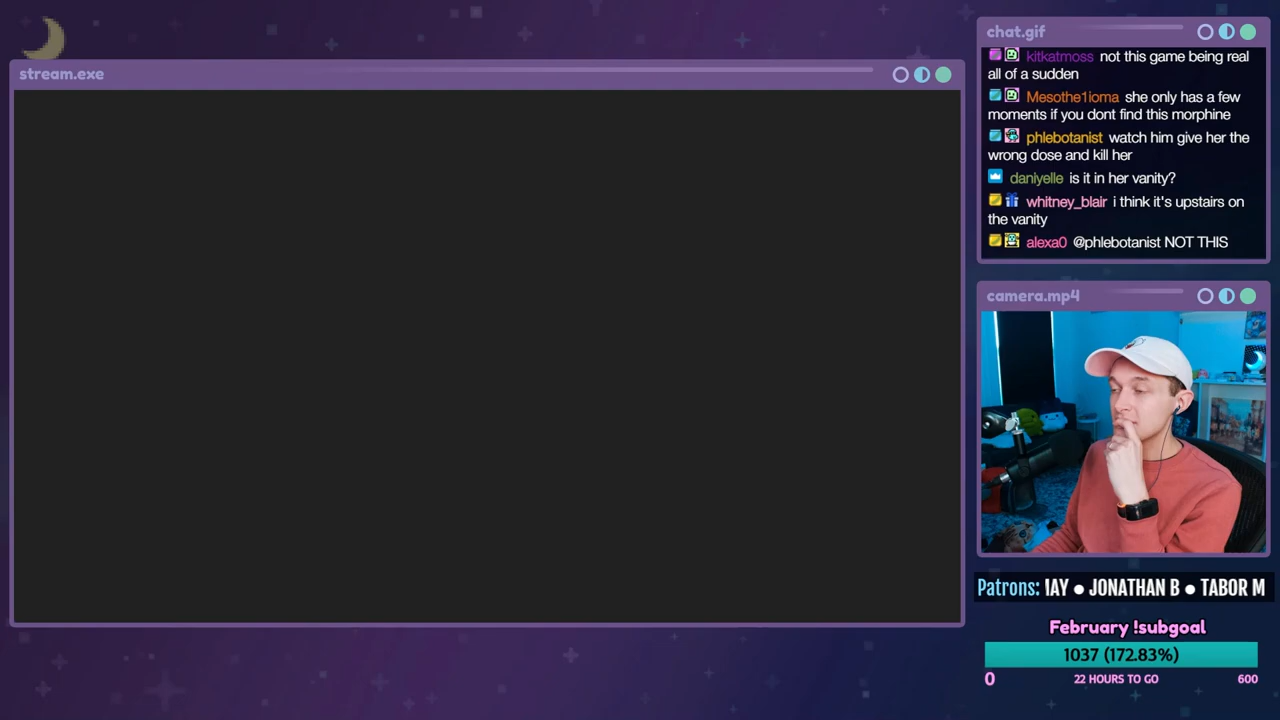 stream.exe
chat.gif
kitkatmoss not this game being real
all of a sudden
Mesothe1ioma she only has a few
moments if you dont find this morphine
phlebotanist watch him give her the
wrong dose and kill her
daniyelle is it in her vanity?
whitney_blair i think it's upstairs on
the vanity
alexa0 @phlebotanist NOT THIS
camera.mp4
Patrons: IAY ● JONATHAN B ● TABOR M
February !subgoal
1037 (172.83%)
0 22 HOURS TO GO 600